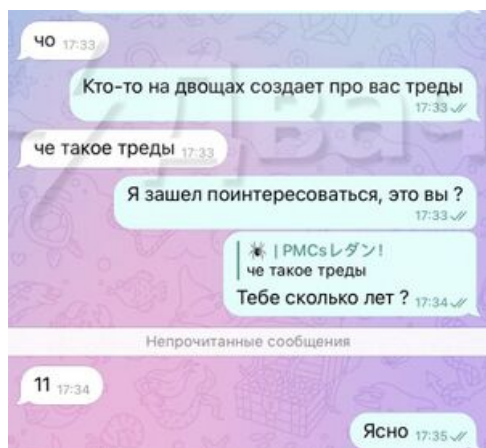 чо 17:33
Кто-то на двощах создает про вас треды
17:33
че такое треды 17:33
Я зашел поинтересоваться, это вы ?
17:33
| PMCsレダン!
че такое треды
Тебе сколько лет ? 17:34
Непрочитанные сообщения
11 17:34
Ясно 17:35